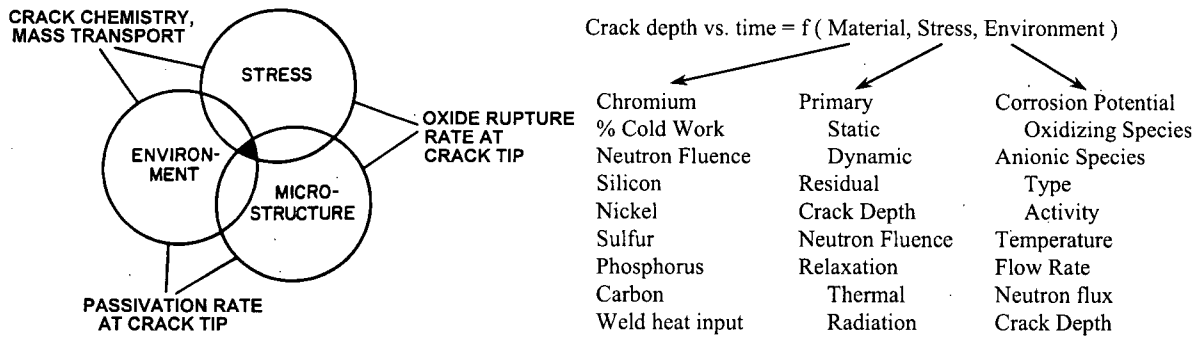 CRACK CHEMISTRY,
MASS TRANSPORT
STRESS
OXIDE RUPTURE
RATE AT
CRACK TIP
ENVIRON-
MENT
MICRO-
STRUCTURE
PASSIVATION RATE
AT CRACK TIP
Crack depth vs. time = f ( Material, Stress, Environment )
Chromium
% Cold Work
Neutron Fluence
Silicon
Nickel
Sulfur
Phosphorus
Carbon
Weld heat input
Primary
Static
Dynamic
Residual
Crack Depth
Neutron Fluence
Relaxation
Thermal
Radiation
Corrosion Potential
Oxidizing Species
Anionic Species
Type
Activity
Temperature
Flow Rate
Neutron flux
Crack Depth